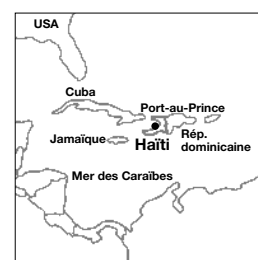 USA
Cuba
Port-au-Prince
Jamaïque
Haïti
Rép.
dominicaine
Mer des Caraïbes